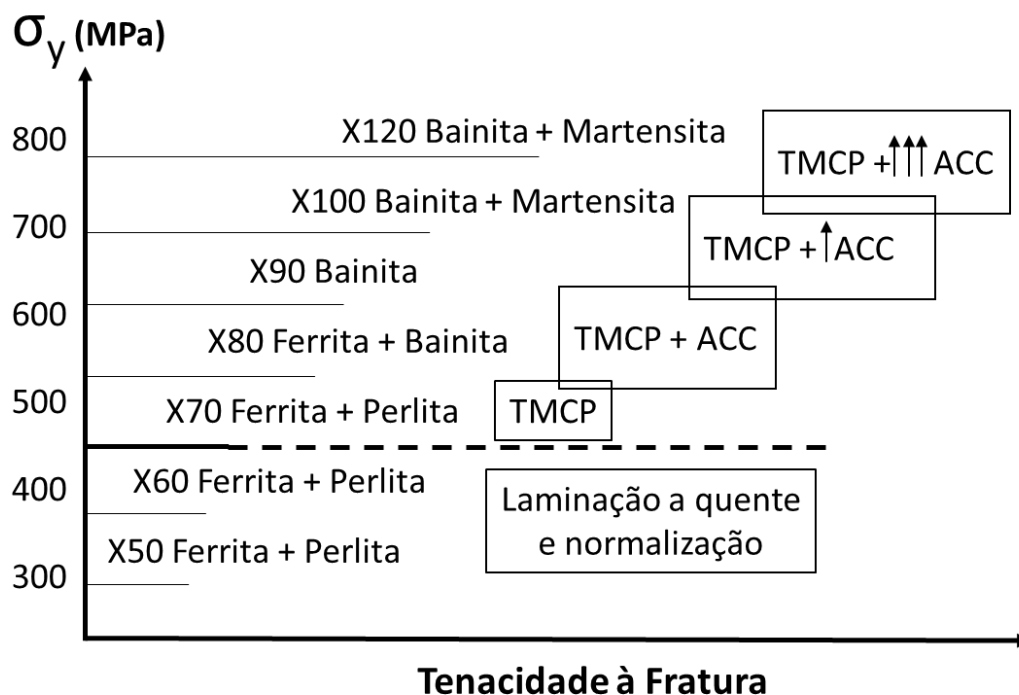 σy (MPa)
800
X120 Bainita + Martensita
TMCP +↑↑↑ ACC
X100 Bainita + Martensita
700
TMCP + ↑ACC
X90 Bainita
600
X80 Ferrita + Bainita
TMCP + ACC
500
X70 Ferrita + Perlita
TMCP
400
X60 Ferrita + Perlita
Laminação a quente
e normalização
X50 Ferrita + Perlita
300
Tenacidade à Fratura